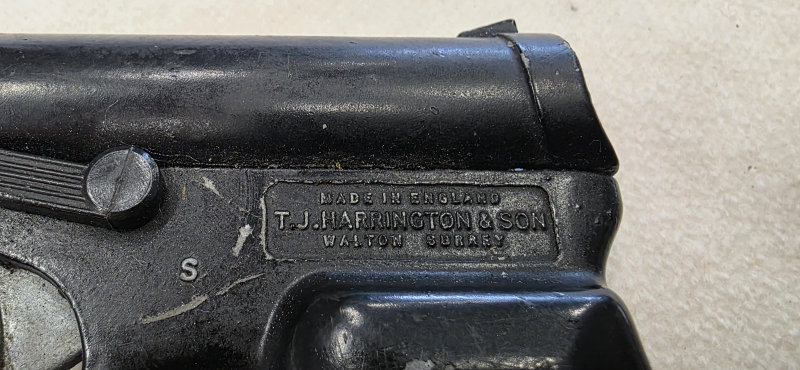 MADE IN ENGLAND
T.J. HARRINGTON & SON
WALTON SURREY
S